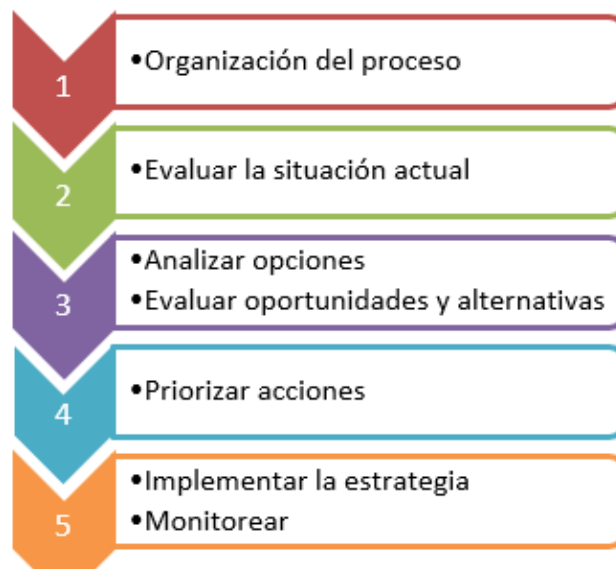 1
•Organización del proceso
2
•Evaluar la situación actual
3
•Analizar opciones
•Evaluar oportunidades y alternativas
4
•Priorizar acciones
5
•Implementar la estrategia
•Monitorear